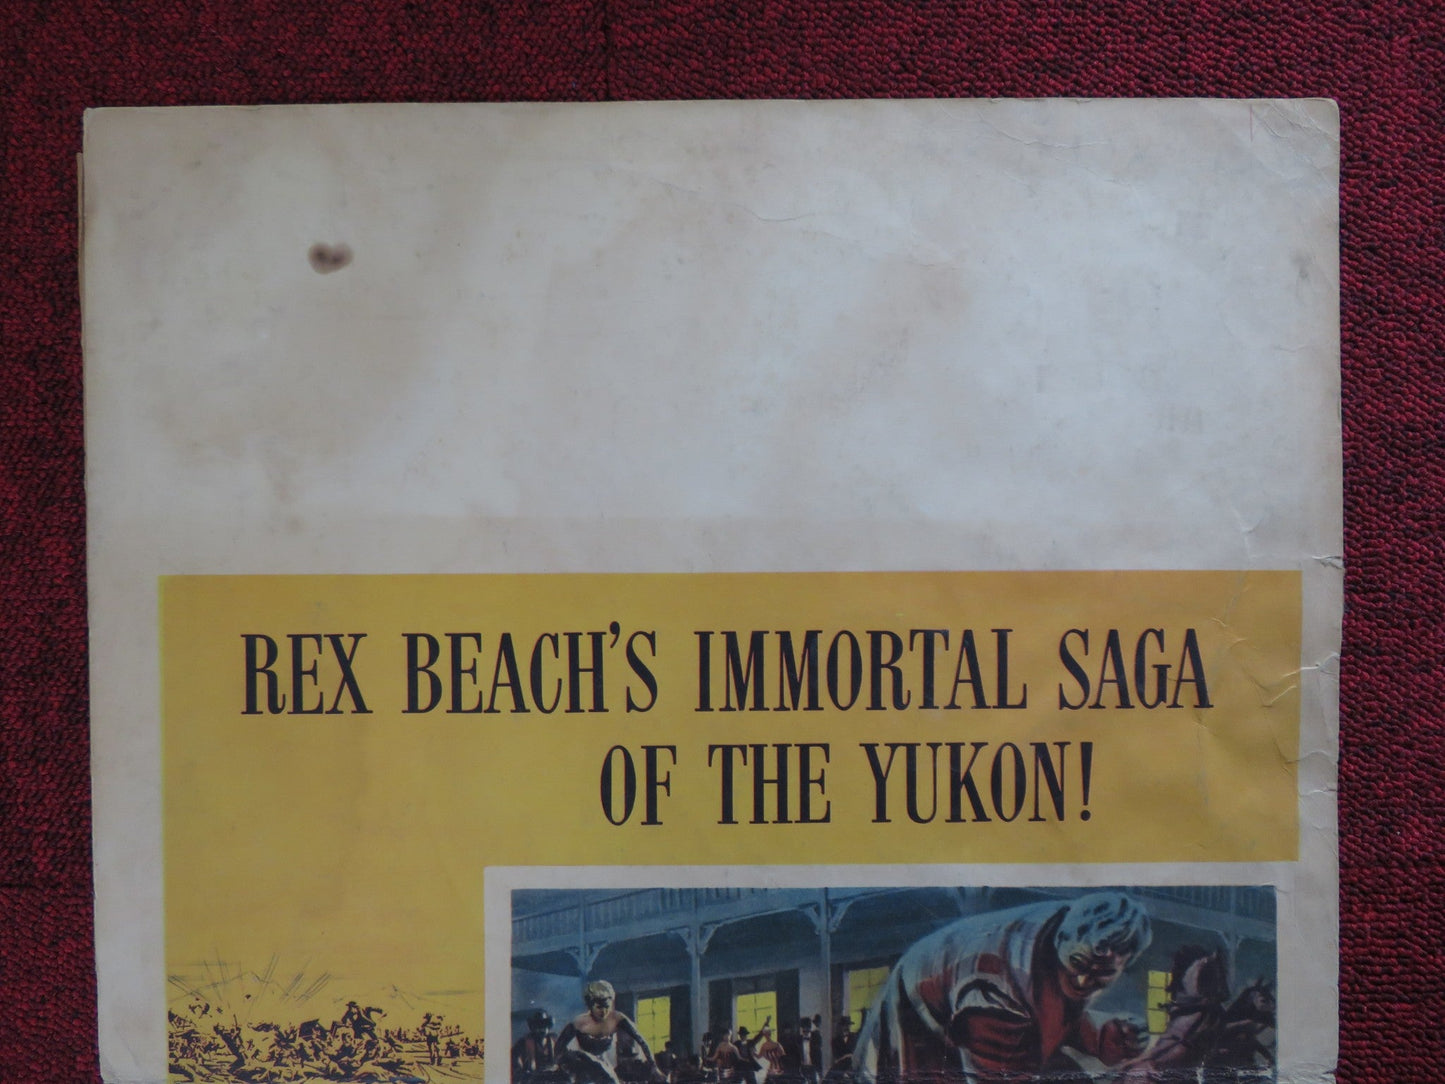 REX BEACH'S IMMORTAL SAGA
OF THE YUKON!